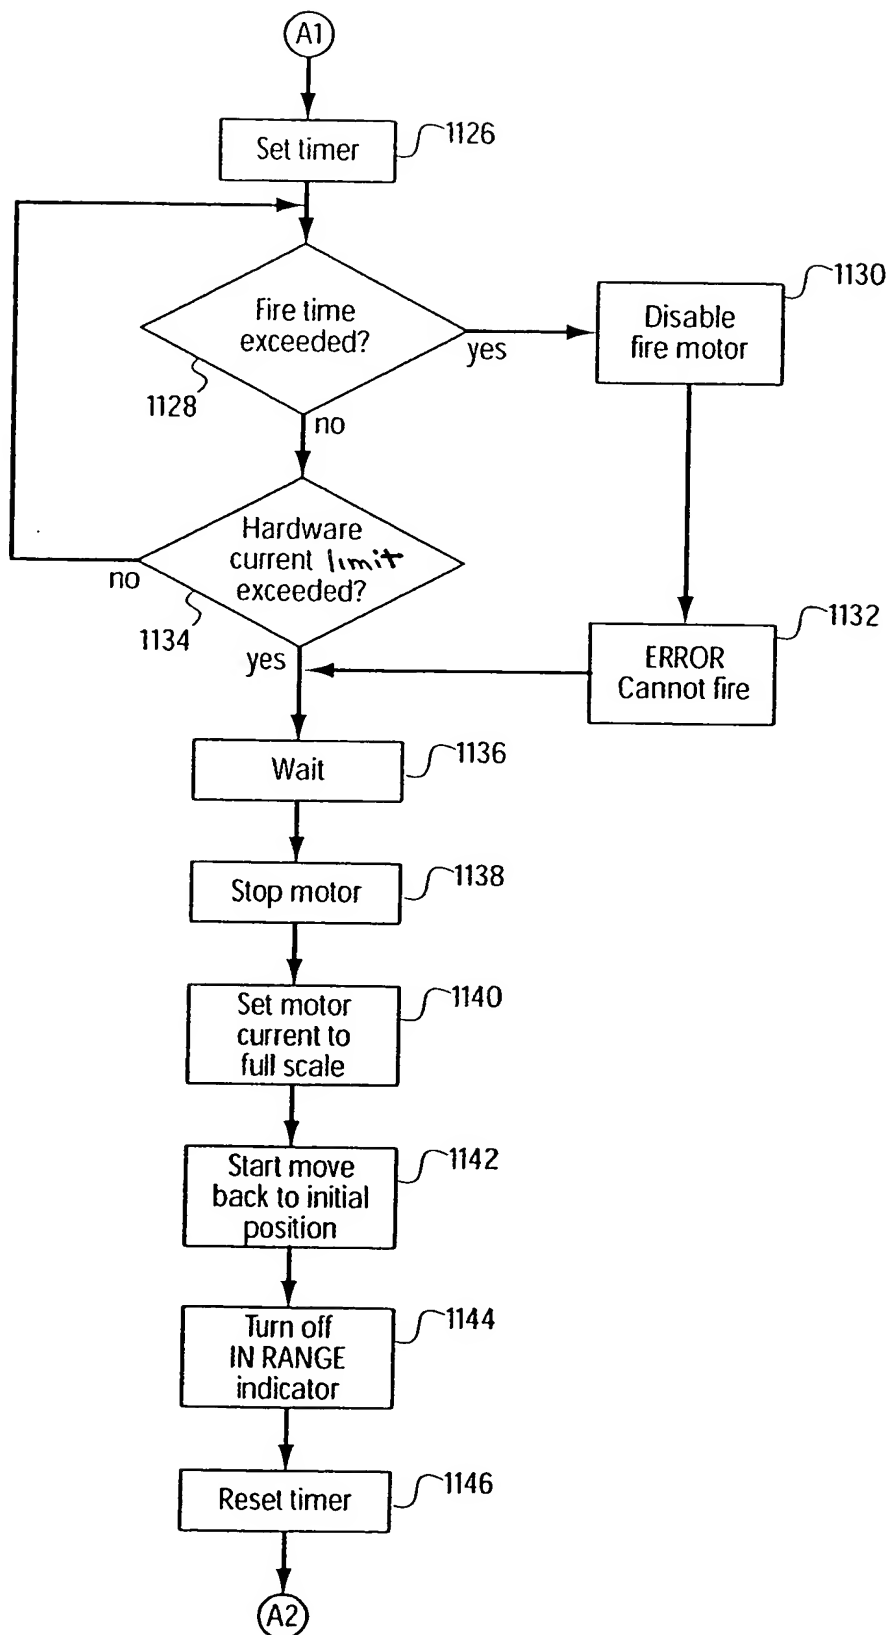 A1
Set timer
1126
Fire time
exceeded?
1128
yes
no
Disable
fire motor
1130
Hardware
current limit
exceeded?
no
1134
yes
ERROR
Cannot fire
1132
Wait
1136
Stop motor
1138
Set motor
current to
full scale
1140
Start move
back to initial
position
1142
Turn off
IN RANGE
indicator
1144
Reset timer
1146
A2